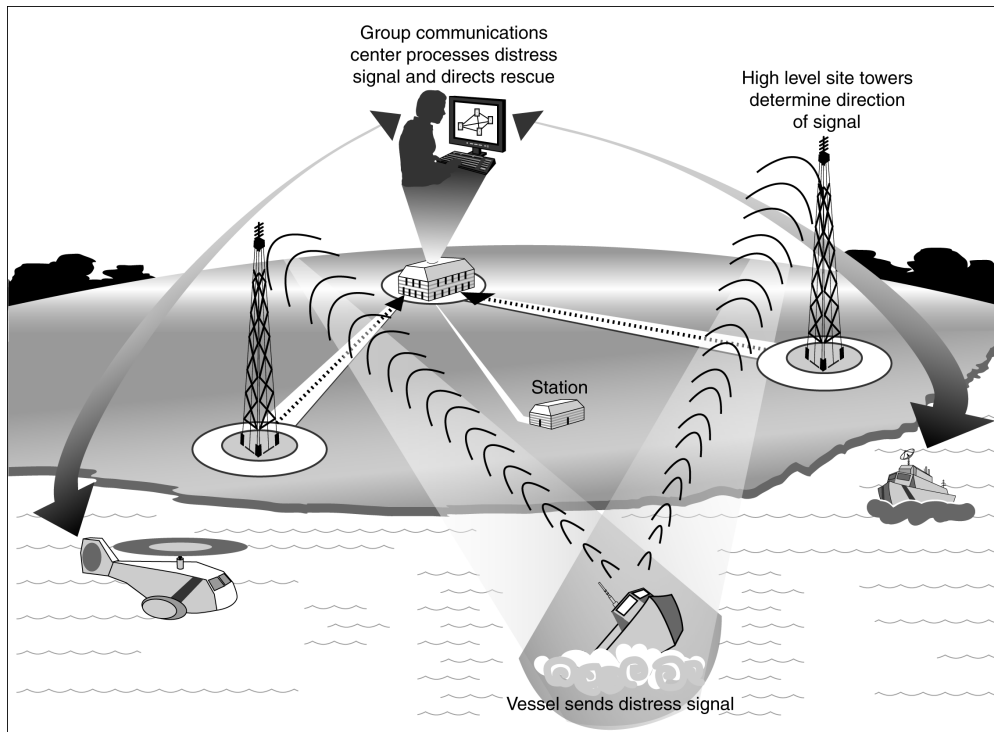 Group communications
center processes distress
signal and directs rescue
High level site towers
determine direction
of signal
Station
Vessel sends distress signal